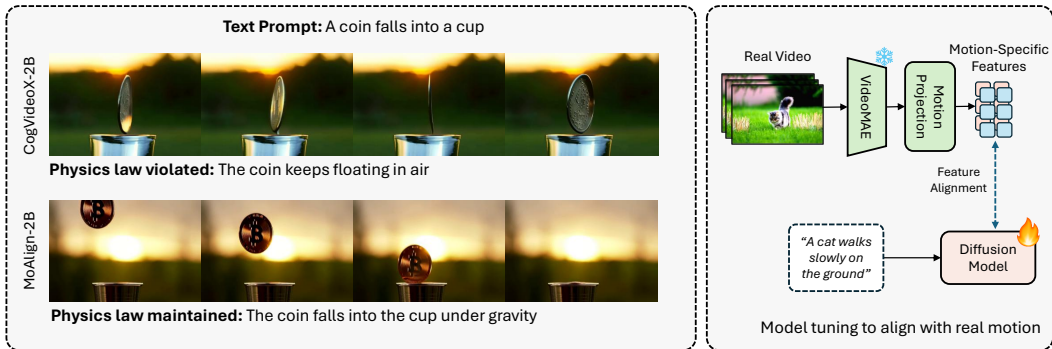 Text Prompt: A coin falls into a cup
CogVideoX-2B
Physics law violated: The coin keeps floating in air
MoAlign-2B
Physics law maintained: The coin falls into the cup under gravity
Real Video
VideoMAE
Motion
Projection
Motion-Specific
Features
Feature
Alignment
“A cat walks
slowly on
the ground”
Diffusion
Model
Model tuning to align with real motion